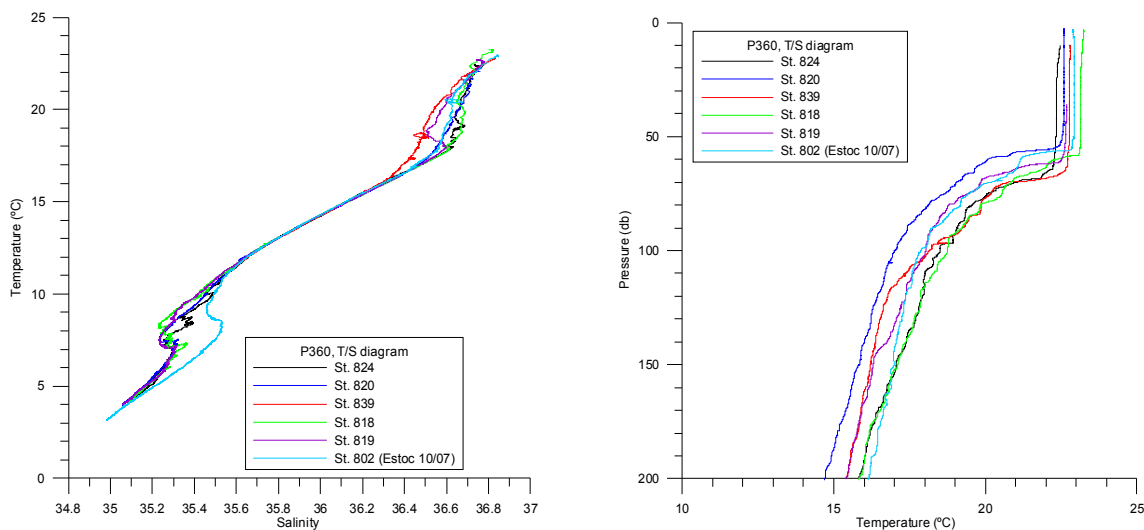 25
20
15
10
5
0
Temperature (ºC)
34.8
35
35.2
35.4
35.6
35.8
36
36.2
36.4
36.6
36.8
37
Salinity
P360, T/S diagram
St. 824
St. 820
St. 839
St. 818
St. 819
St. 802 (Estoc 10/07)
0
50
100
150
200
Pressure (db)
10
15
20
25
Temperature (ºC)
P360, T/S diagram
St. 824
St. 820
St. 839
St. 818
St. 819
St. 802 (Estoc 10/07)